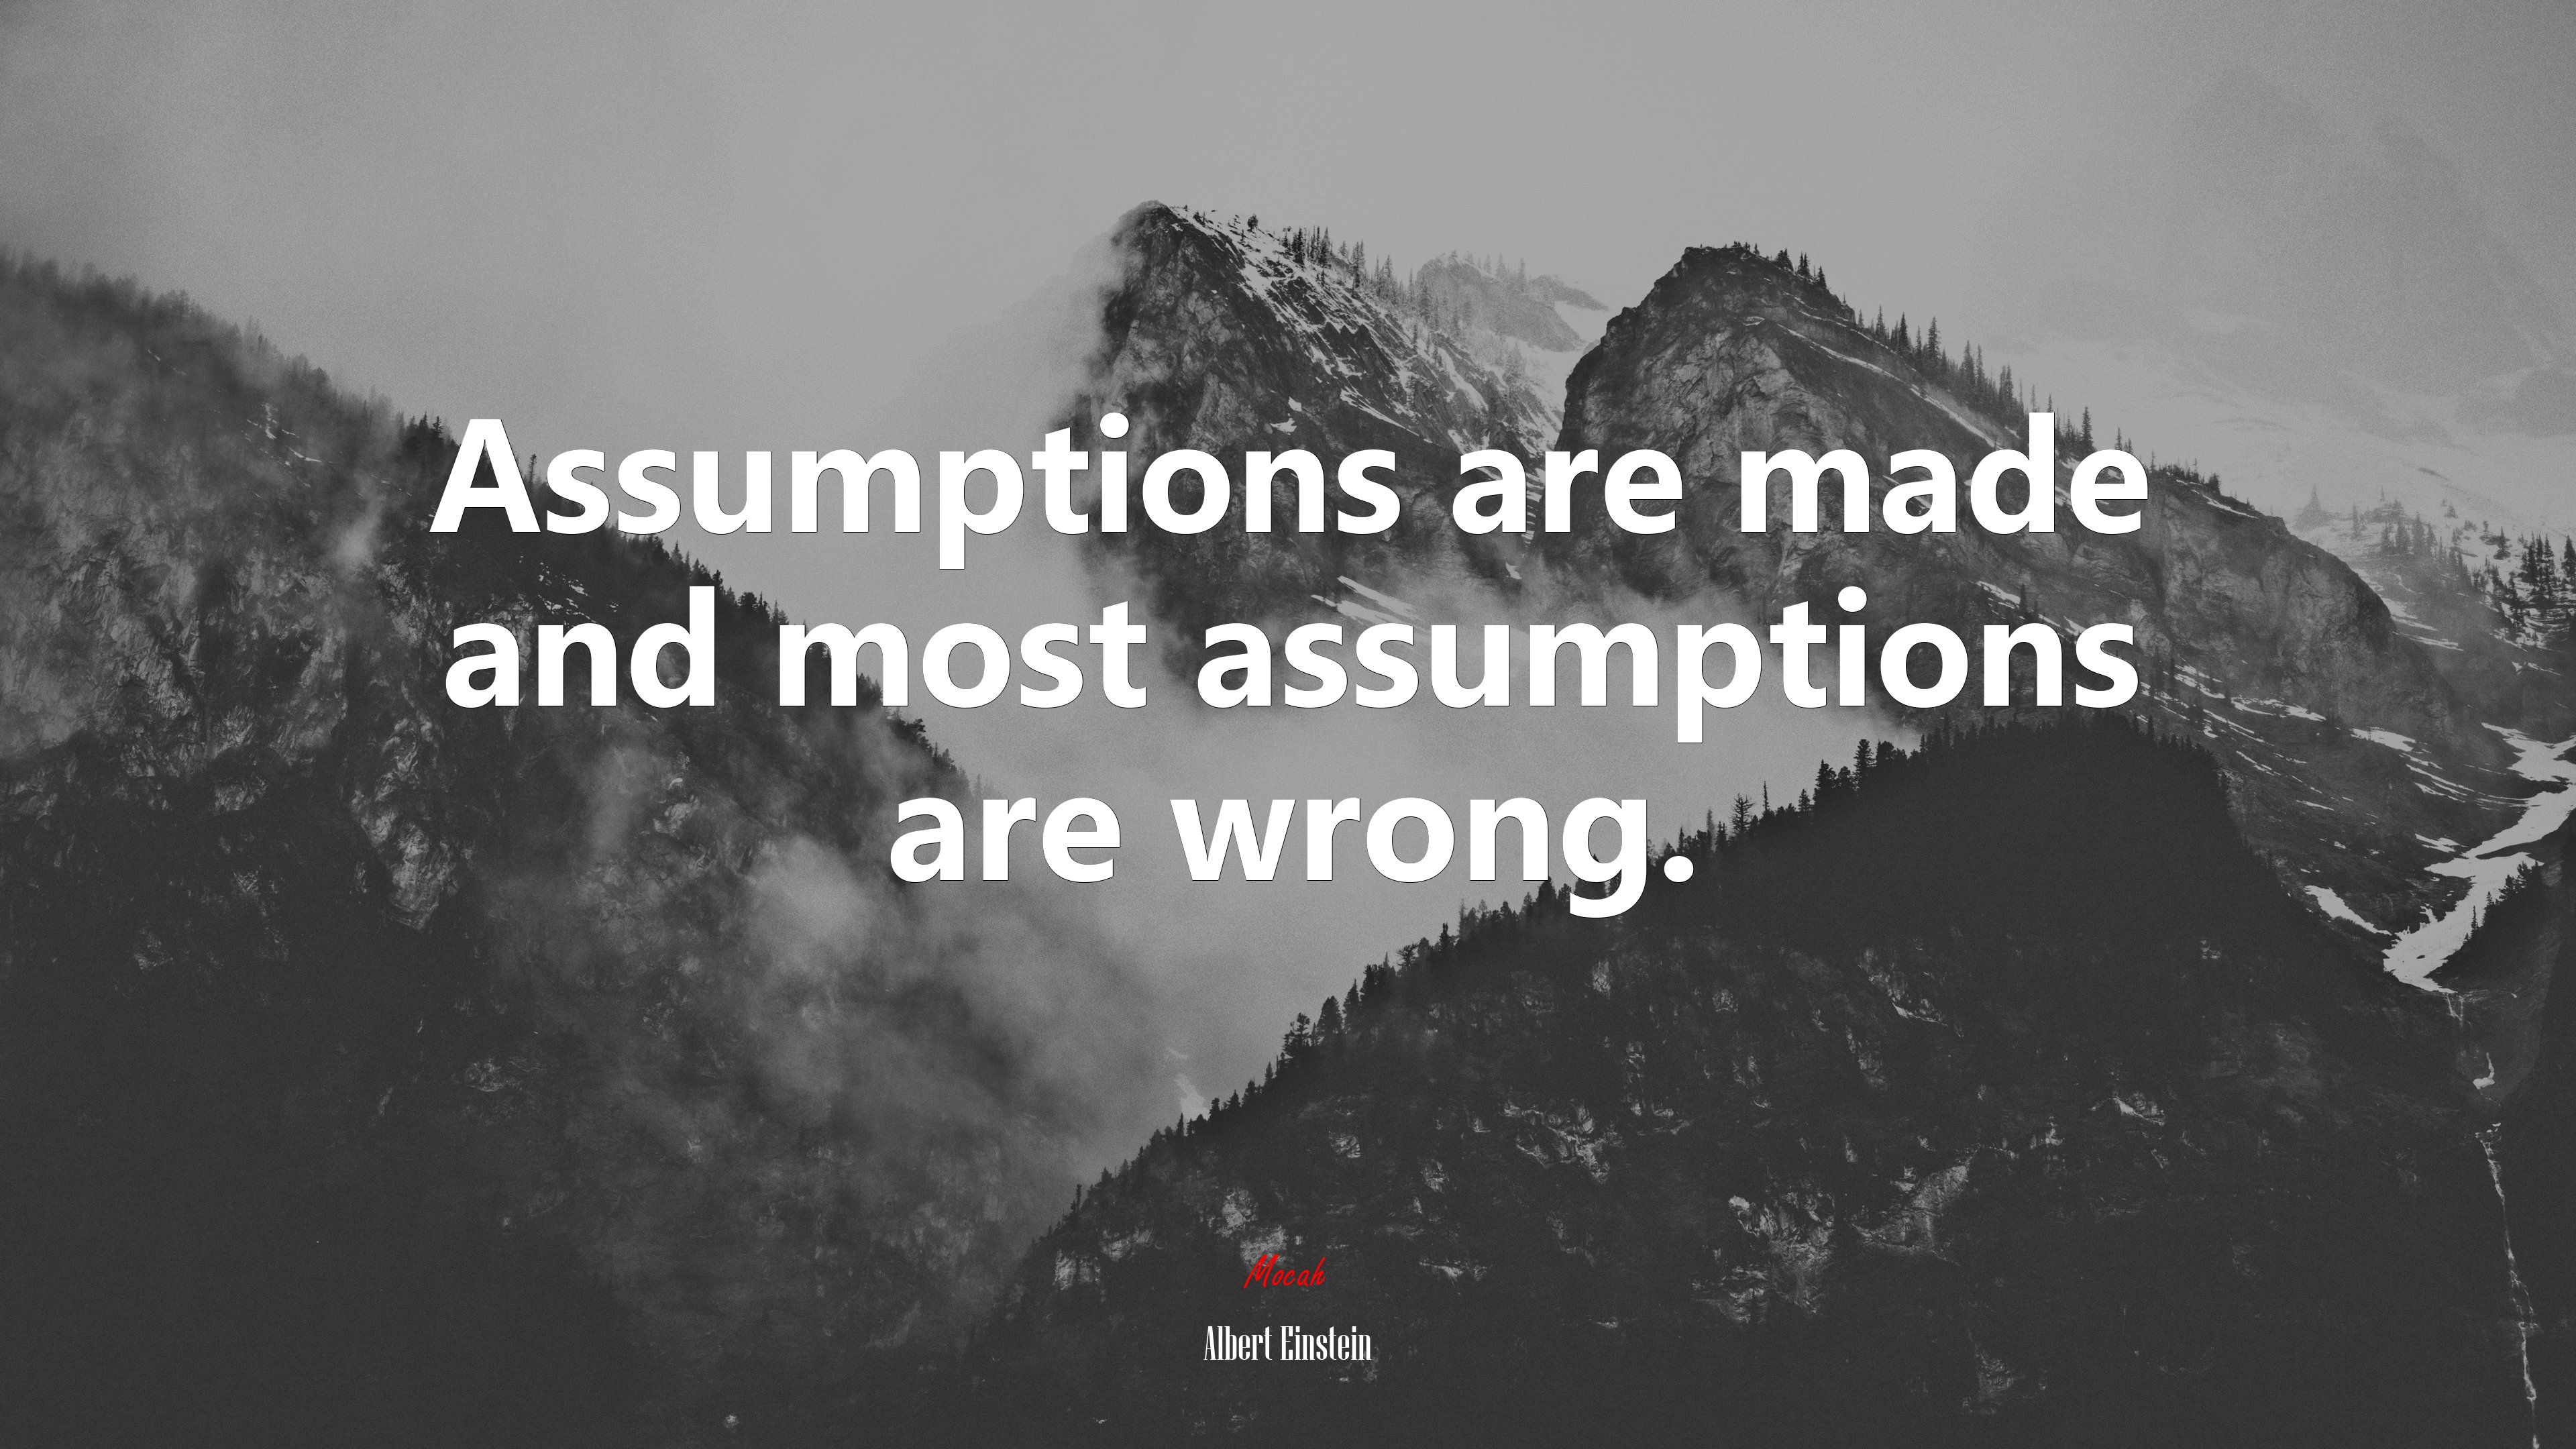 Assumptions are made
and most assumptions
are wrong.
Mocah
Albert Einstein